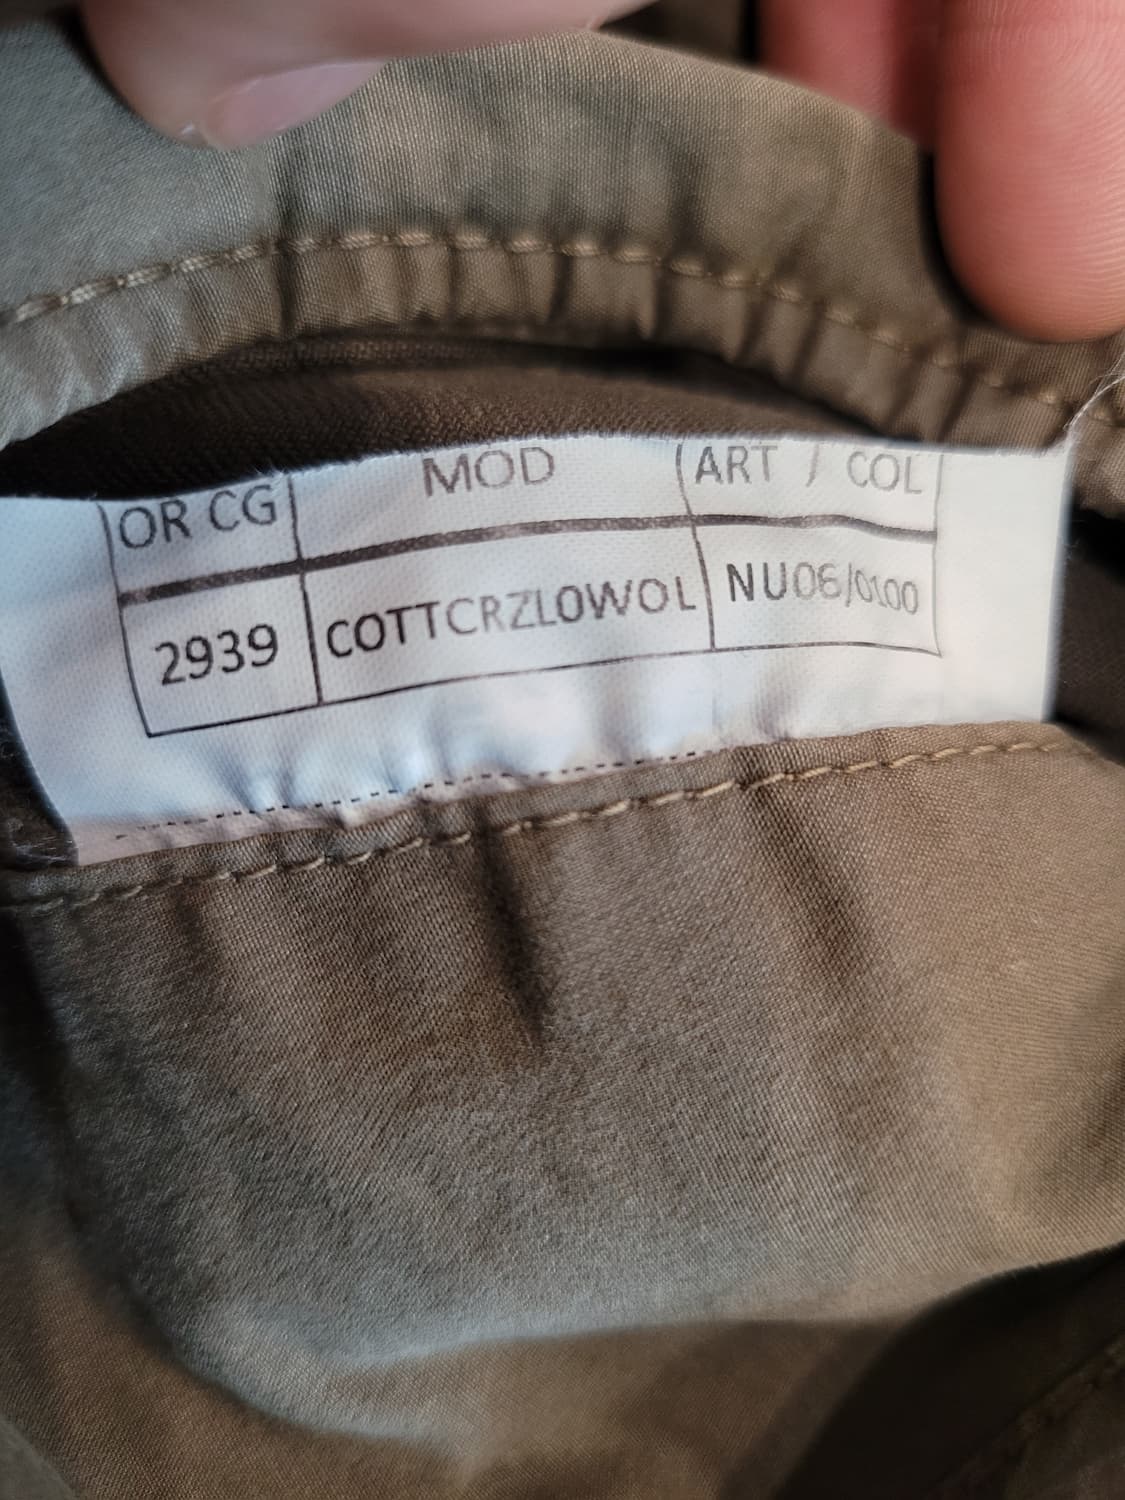 OR CG MOD ART / COL
2939 COTTCRZLOWOL NU06/0100